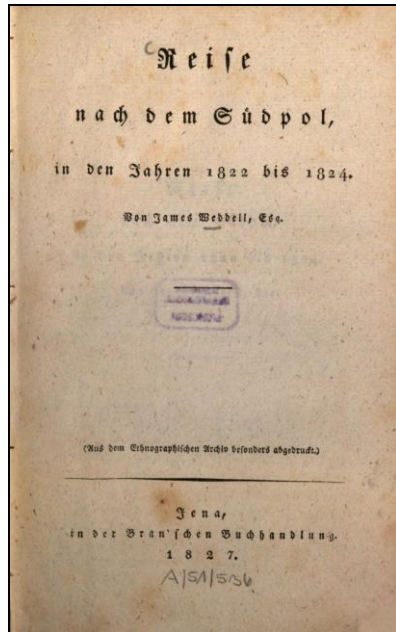 Reise
nach dem Südpol,
in den Jahren 1822 bis 1824.
Von James Weddell, Esq.
(Aus dem Ethnographischen Archiv besonders abgedruckt.)
Jena,
in der Bran'schen Buchhandlung.
1827.
A/51/536